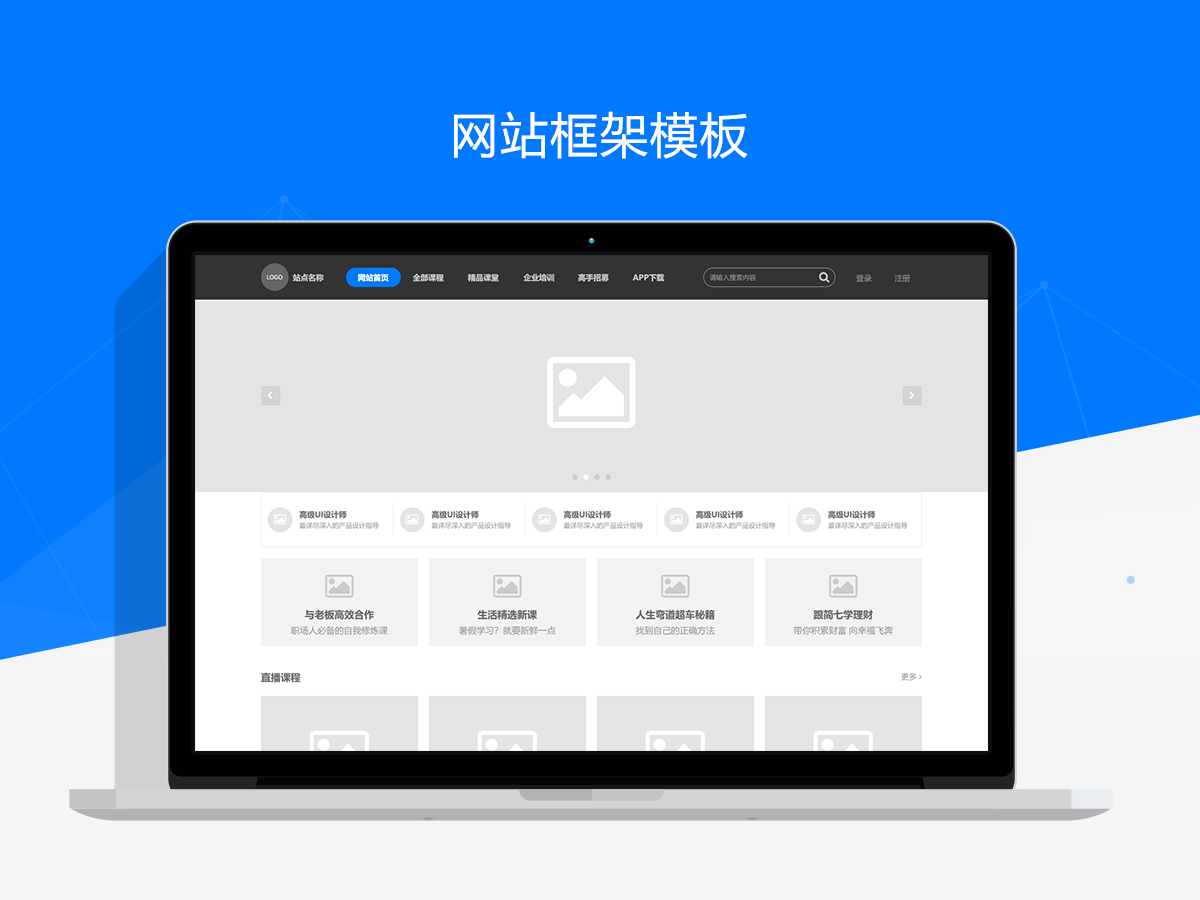 网站框架模板
LOGO 站点名称 网站首页 全部课程 精品课堂 企业培训 高手招募 APP下载 请输入搜索内容 登录 注册
高级UI设计师 高级UI设计师 高级UI设计师 高级UI设计师 高级UI设计师
最详尽深入的产品设计指导 最详尽深入的产品设计指导 最详尽深入的产品设计指导 最详尽深入的产品设计指导 最详尽深入的产品设计指导
与老板高效合作 生活精选新课 人生弯道超车秘籍 跟简七学理财
职场人必备的自我修炼课 暑假学习？就要新鲜一点 找到自己的正确方法 带你积累财富 向幸福飞奔
直播课程 更多 ›